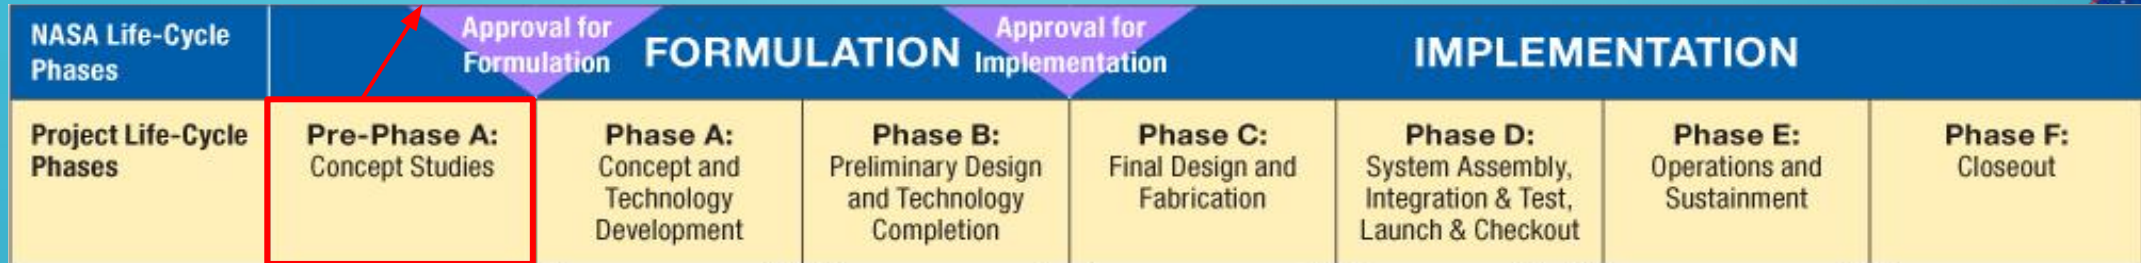 NASA Life-Cycle
Phases
Approval for
Formulation
FORMULATION
Approval for
Implementation
IMPLEMENTATION
Project Life-Cycle
Phases
Pre-Phase A:
Concept Studies
Phase A:
Concept and
Technology
Development
Phase B:
Preliminary Design
and Technology
Completion
Phase C:
Final Design and
Fabrication
Phase D:
System Assembly,
Integration & Test,
Launch & Checkout
Phase E:
Operations and
Sustainment
Phase F:
Closeout